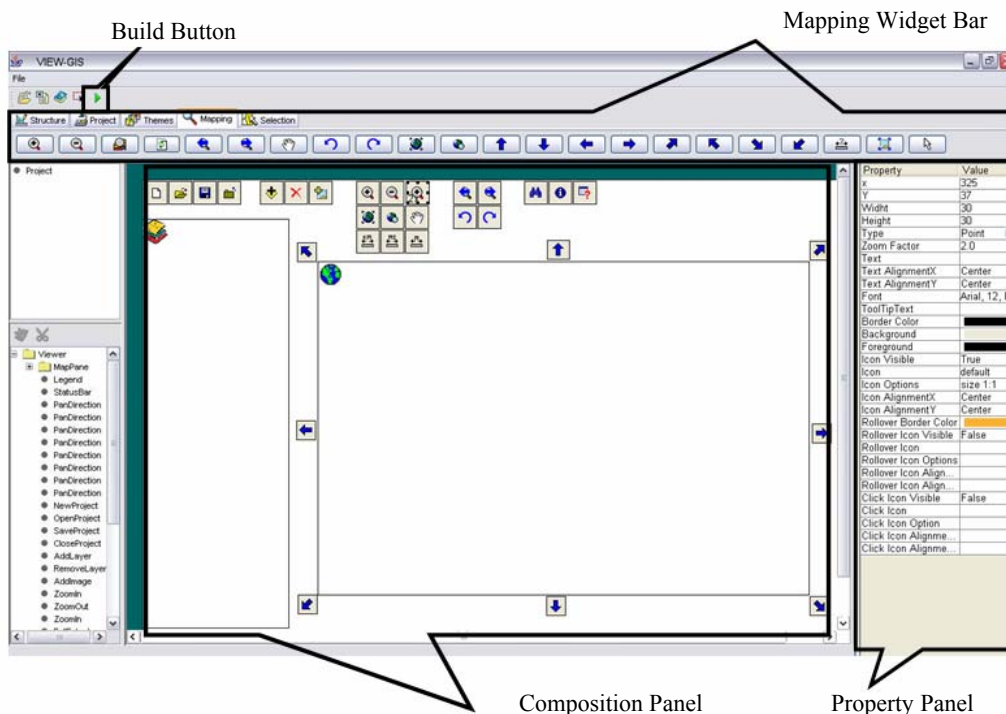 Mapping Widget Bar
Build Button
VIEW-GIS
File
Structure Project Themes Mapping Selection
Project
Viewer
MapPane
Legend
StatusBar
PanDirection
PanDirection
PanDirection
PanDirection
PanDirection
PanDirection
PanDirection
PanDirection
NewProject
OpenProject
SaveProject
CloseProject
AddLayer
RemoveLayer
AddImage
ZoomIn
ZoomOut
ZoomIn
Property Value
x 325
Y 37
Widht 30
Height 30
Type Point
Zoom Factor 2.0
Text
Text AlignmentX Center
Text AlignmentY Center
Font Arial, 12,
ToolTipText
Border Color
Background
Foreground
Icon Visible True
Icon default
Icon Options size 1:1
Icon AlignmentX Center
Icon AlignmentY Center
Rollover Border Color
Rollover Icon Visible False
Rollover Icon
Rollover Icon Options
Rollover Icon Align...
Rollover Icon Align...
Click Icon Visible False
Click Icon
Click Icon Option
Click Icon Alignme...
Click Icon Alignme...
Composition Panel
Property Panel